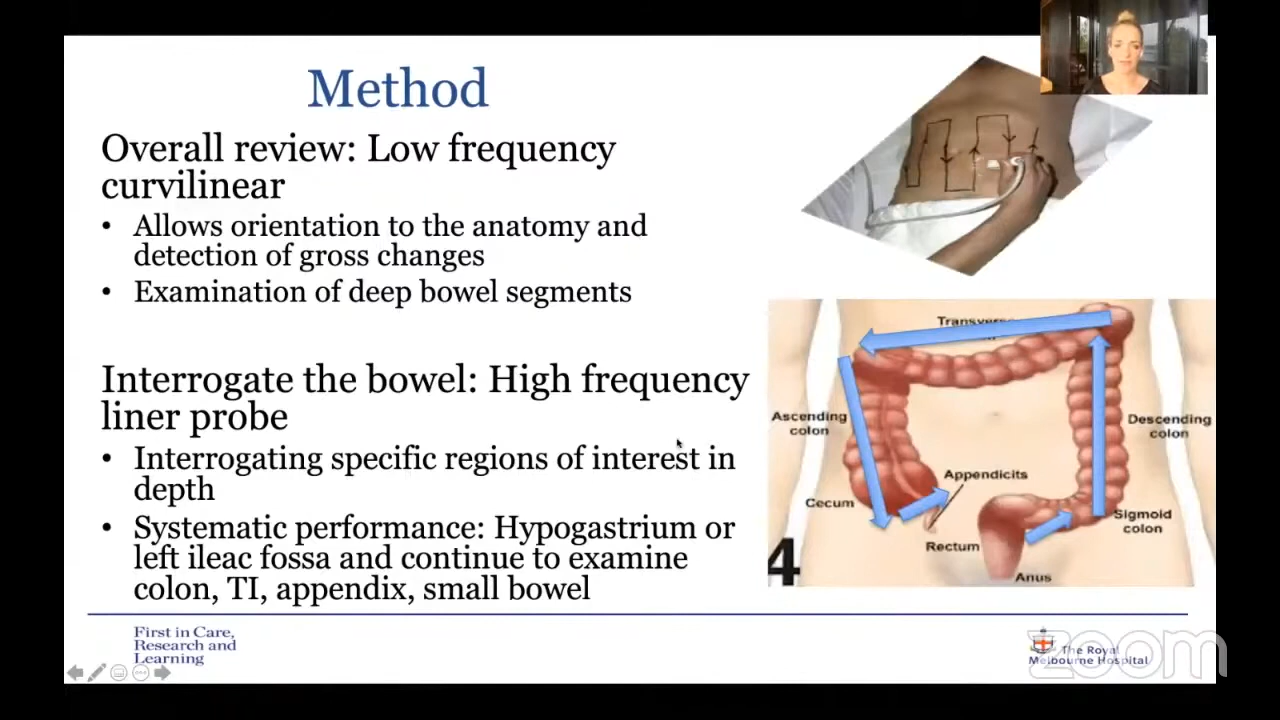 Method
Overall review: Low frequency
curvilinear
• Allows orientation to the anatomy and
detection of gross changes
• Examination of deep bowel segments
Interrogate the bowel: High frequency
liner probe
• Interrogating specific regions of interest in
depth
• Systematic performance: Hypogastrium or
left ileac fossa and continue to examine
colon, TI, appendix, small bowel
Ascending
colon
Descending
colon
Appendicits
Cecum
Sigmoid
colon
Rectum
Anus
4
First in Care,
Research and
Learning
The Royal
Melbourne Hospital
zoom